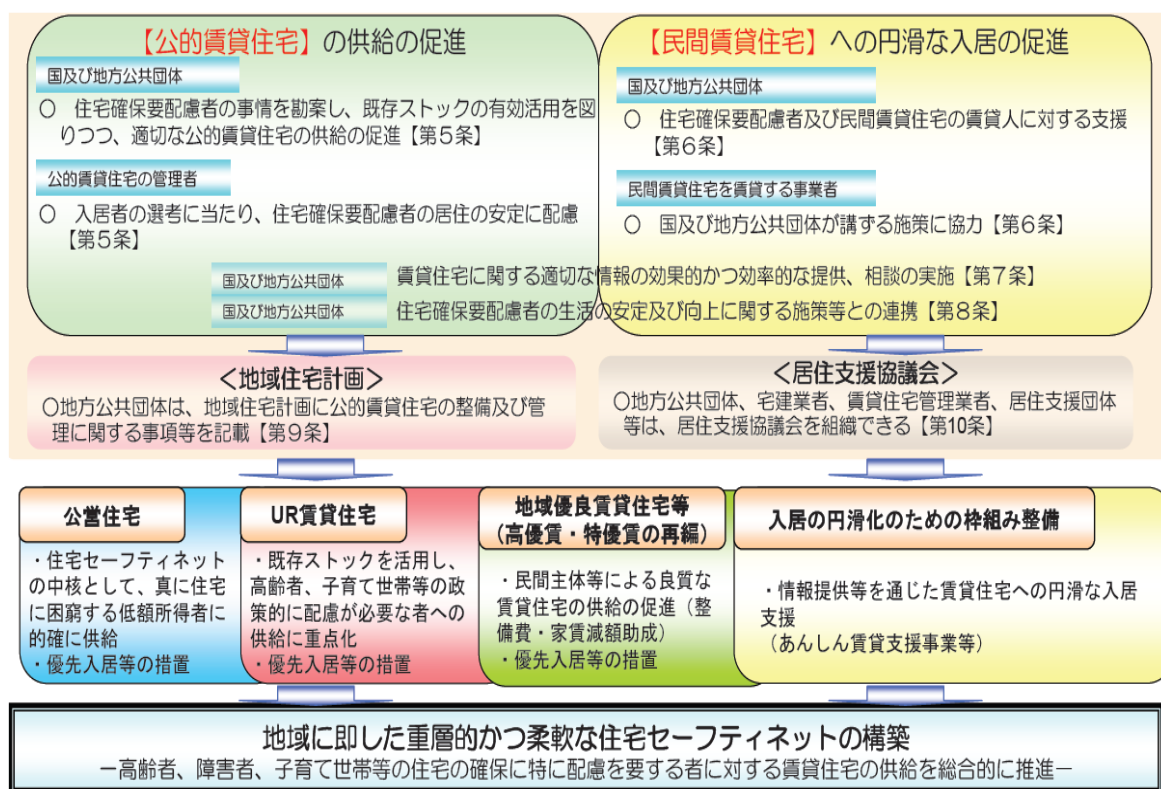 【公的賃貸住宅】の供給の促進
国及び地方公共団体
○ 住宅確保要配慮者の事情を勘案し、既存ストックの有効活用を図
りつつ、適切な公的賃貸住宅の供給の促進【第5条】
公的賃貸住宅の管理者
○ 入居者の選考に当たり、住宅確保要配慮者の居住の安定に配慮
【第5条】
【民間賃貸住宅】への円滑な入居の促進
国及び地方公共団体
○ 住宅確保要配慮者及び民間賃貸住宅の賃貸人に対する支援
【第6条】
民間賃貸住宅を賃貸する事業者
○ 国及び地方公共団体が講ずる施策に協力【第6条】
国及び地方公共団体 賃貸住宅に関する適切な情報の効果的かつ効率的な提供、相談の実施【第7条】
国及び地方公共団体 住宅確保要配慮者の生活の安定及び向上に関する施策等との連携【第8条】
＜地域住宅計画＞
○地方公共団体は、地域住宅計画に公的賃貸住宅の整備及び管
理に関する事項等を記載【第9条】
＜居住支援協議会＞
○地方公共団体、宅建業者、賃貸住宅管理業者、居住支援団体
等は、居住支援協議会を組織できる【第10条】
公営住宅
・住宅セーフティネット
の中核として、真に住宅
に困窮する低額所得者に
的確に供給
・優先入居等の措置
UR賃貸住宅
・既存ストックを活用し、
高齢者、子育て世帯等の政
策的に配慮が必要な者への
供給に重点化
・優先入居等の措置
地域優良賃貸住宅等
(高優賃・特優賃の再編)
・民間主体等による良質な
賃貸住宅の供給の促進（整
備費・家賃減額助成）
・優先入居等の措置
入居の円滑化のための枠組み整備
・情報提供等を通じた賃貸住宅への円滑な入居
支援
（あんしん賃貸支援事業等）
地域に即した重層的かつ柔軟な住宅セーフティネットの構築
ー高齢者、障害者、子育て世帯等の住宅の確保に特に配慮を要する者に対する賃貸住宅の供給を総合的に推進ー